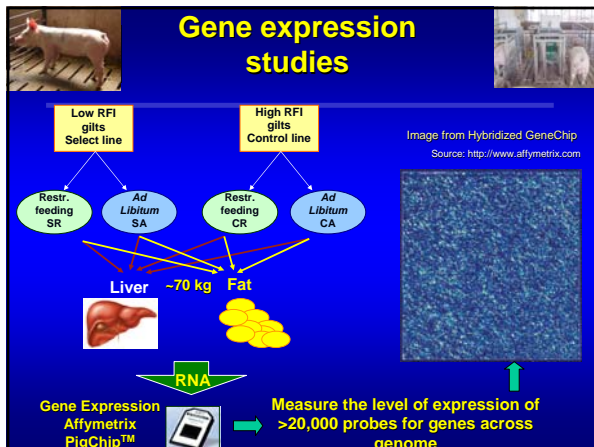 Gene expression
studies
Low RFI
gilts
Select line
High RFI
gilts
Control line
Image from Hybridized GeneChip
Source: http://www.affymetrix.com
Restr.
feeding
SR
Ad
Libitum
SA
Restr.
feeding
CR
Ad
Libitum
CA
Liver
~70 kg
Fat
RNA
Gene Expression
Affymetrix
PigChip™
Measure the level of expression of
>20,000 probes for genes across
genome